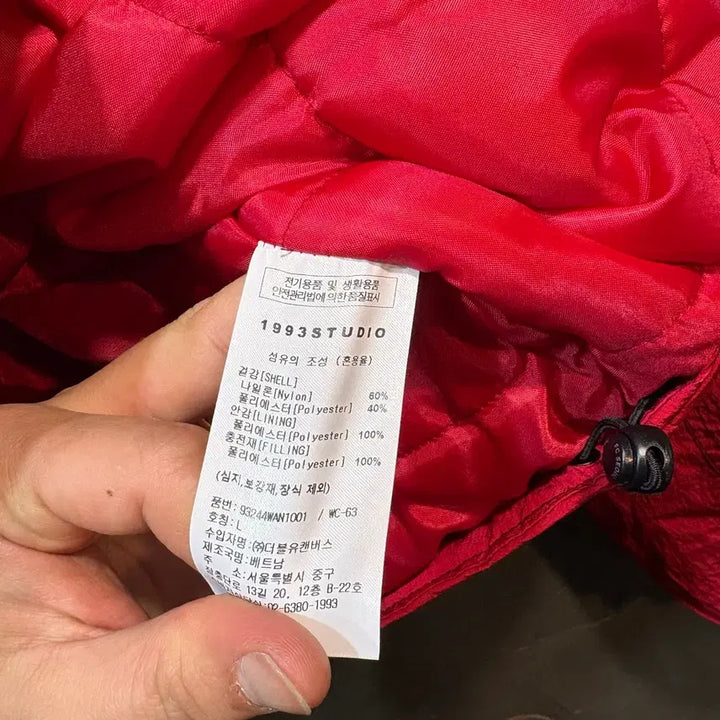 전기용품 및 생활용품
안전관리법에 의한 품질표시
1993STUDIO
섬유의 조성 (혼용율)
겉감[SHELL]
나일론[Nylon] 60%
폴리에스터[Polyester] 40%
안감[LINING]
폴리에스터[Polyester] 100%
충전재[FILLING]
폴리에스터[Polyester] 100%
(심지,보강재,장식 제외)
품번: 93244WAN1001 / WC-63
호칭: L
수입자명:㈜더블유캔버스
제조국명:베트남
주 소:서울특별시 중구
13길 20, 12층 B-22호
02-6380-1993